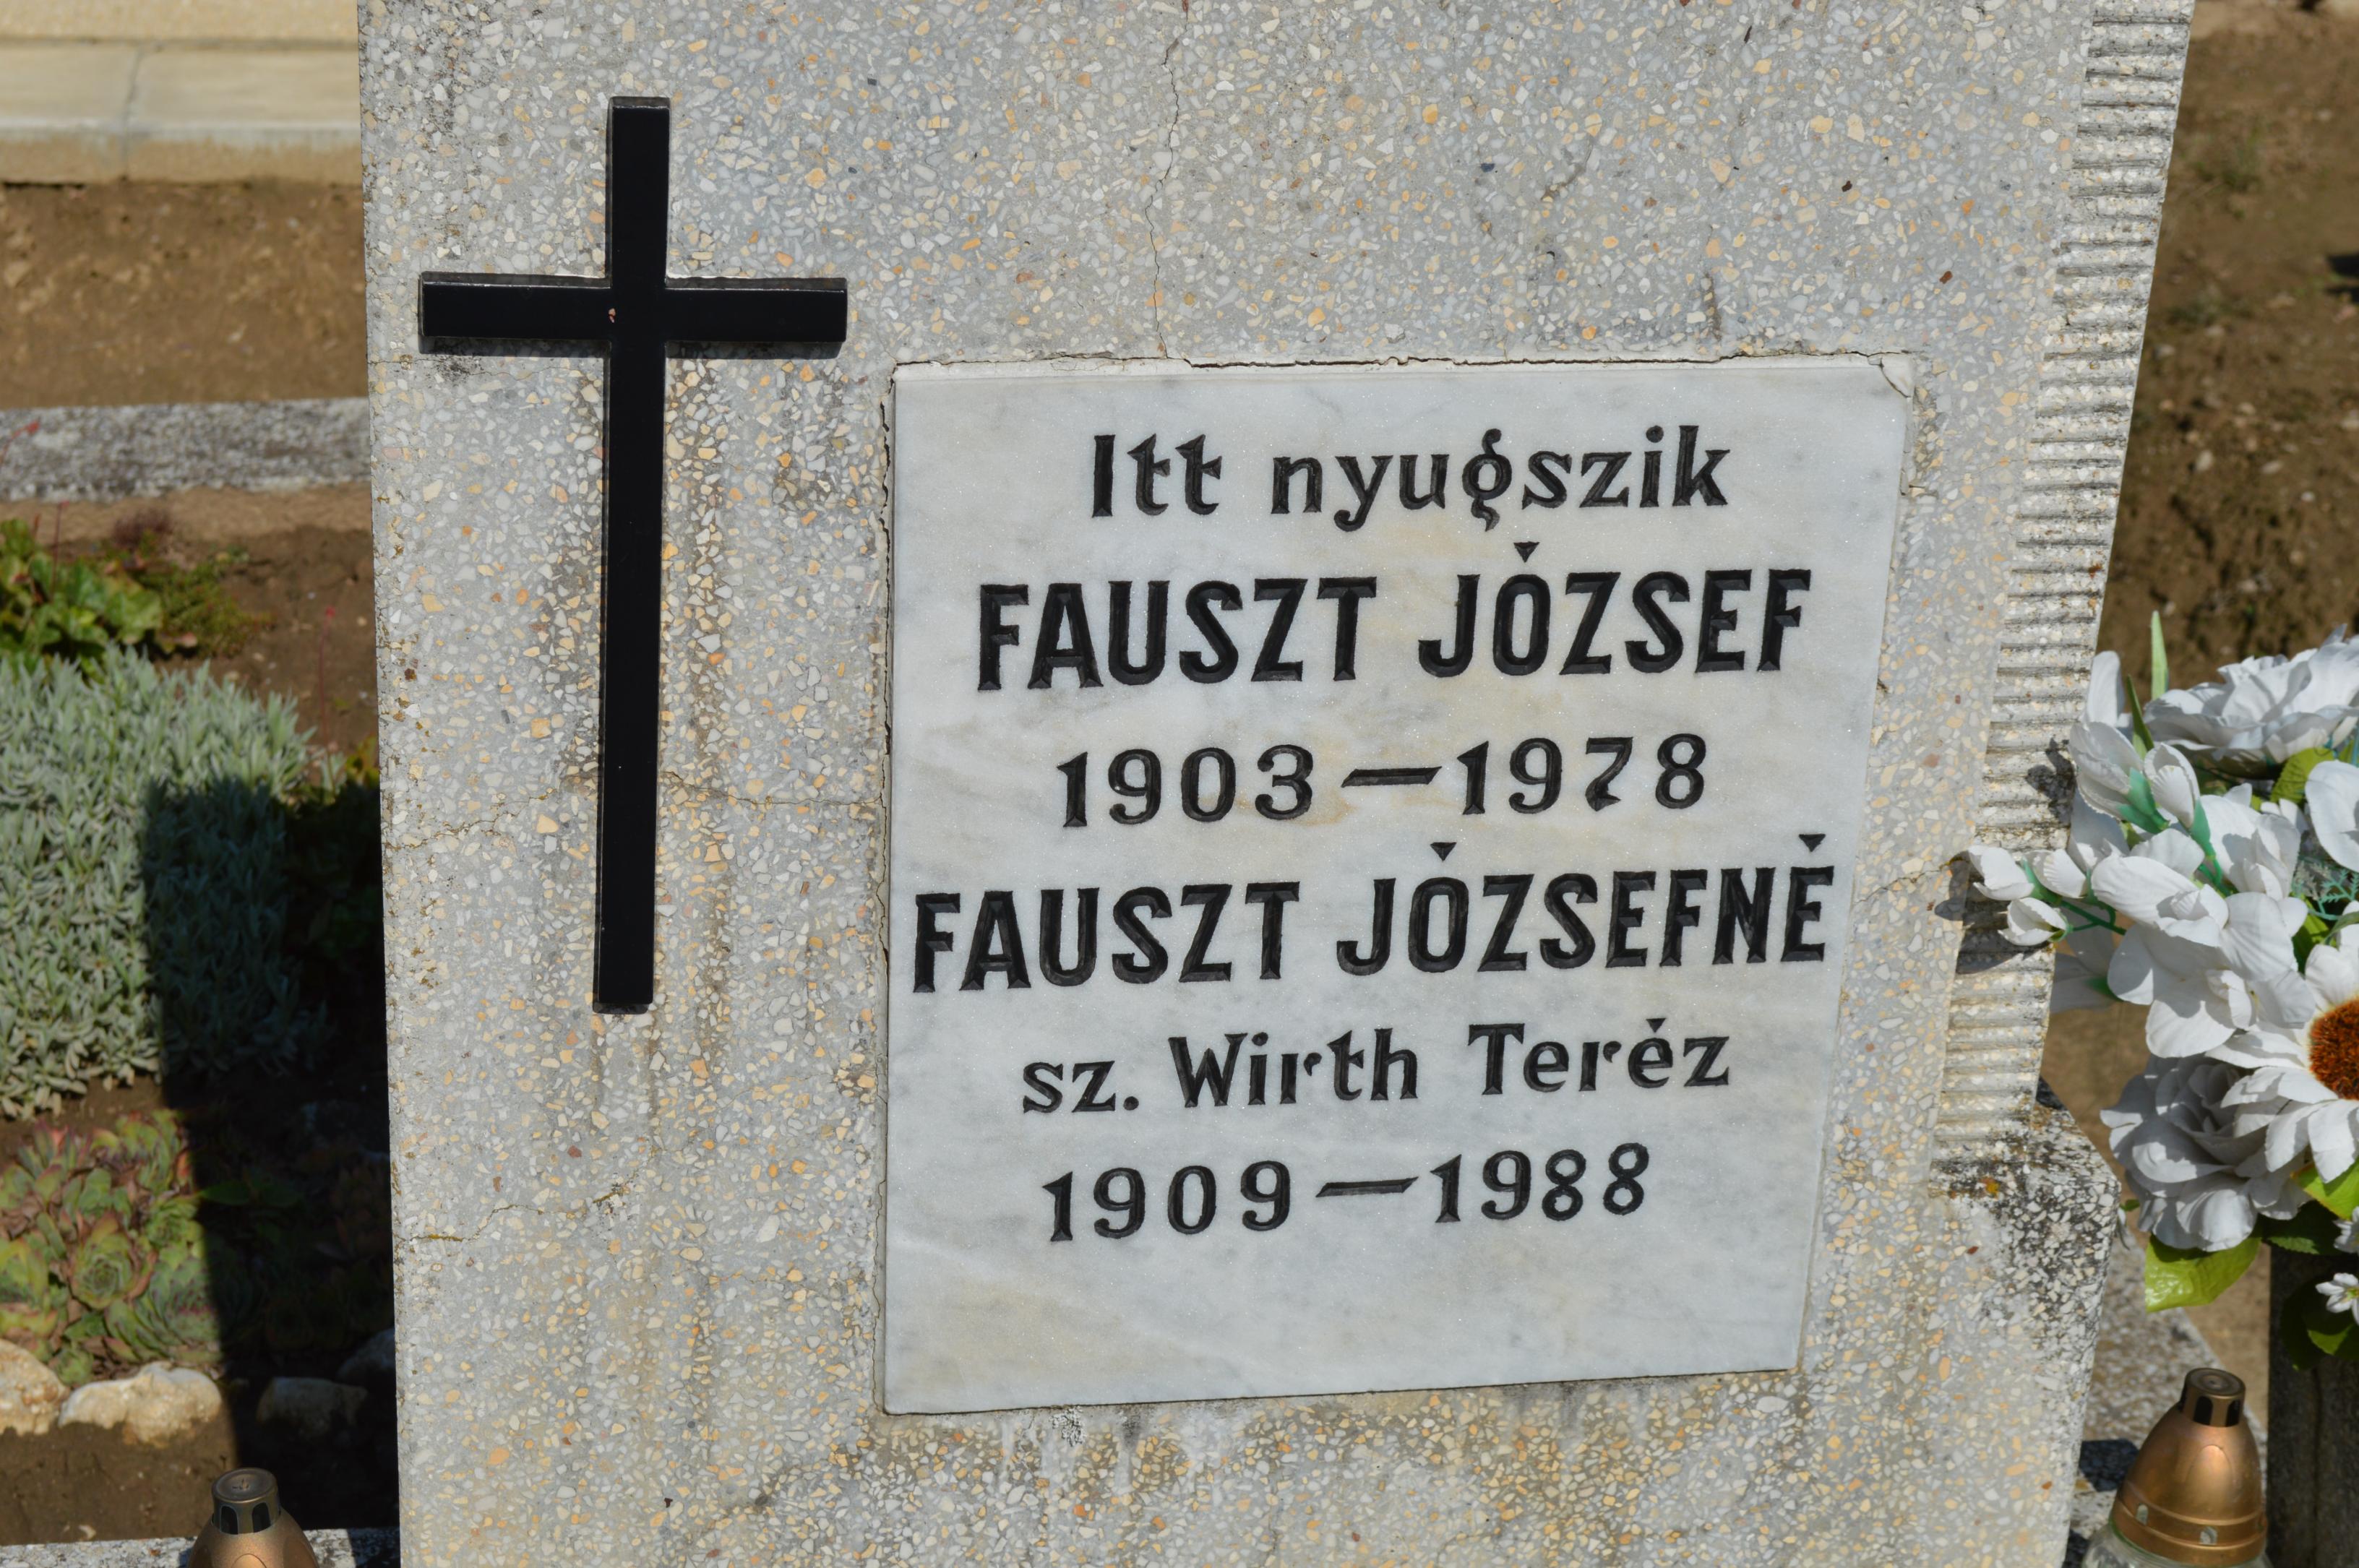 Itt nyugszik
FAUSZT JÓZSEF
1903—1978
FAUSZT JÓZSEFNÉ
sz. Wirth Teréz
1909—1988